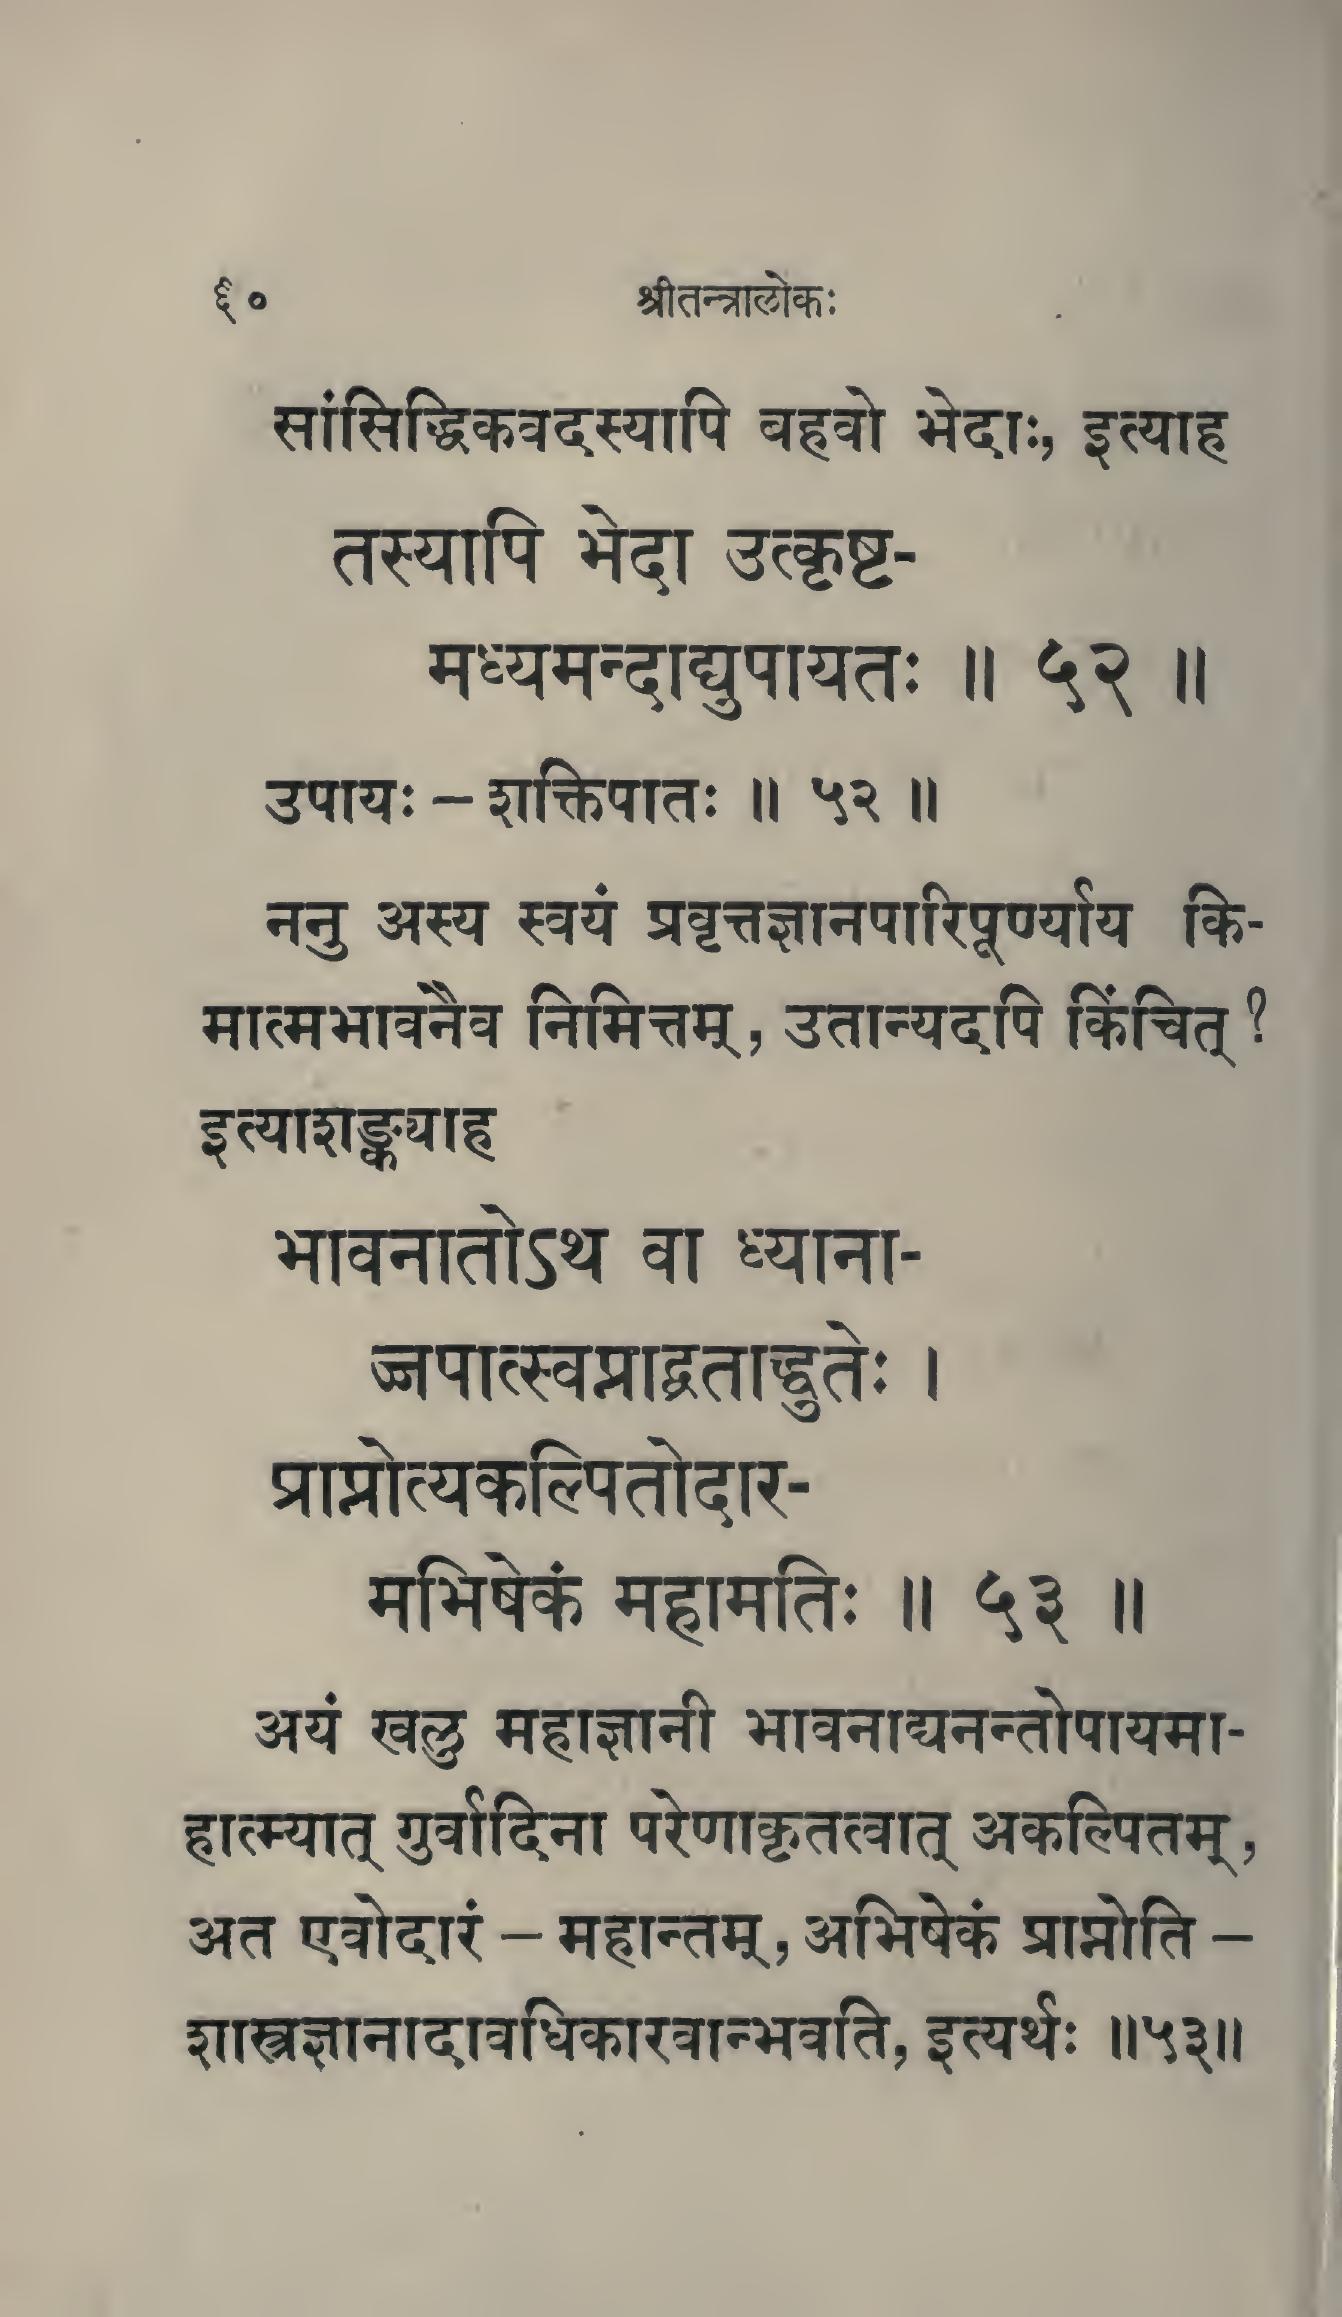 ६० श्रीतन्त्रालोकः
सांसिद्धिकवदस्यापि बहवो भेदाः, इत्याह
तस्यापि भेदा उत्कृष्ट-
मध्यमन्दाद्युपायतः ॥ ५२ ॥
उपायः – शक्तिपातः ॥ ५२ ॥
ननु अस्य स्वयं प्रवृत्तज्ञानपारिपूर्ण्याय कि-
मात्मभावनैव निमित्तम्, उतान्यदपि किंचित् ?
इत्याशङ्क्याह
भावनातोऽथ वा ध्याना-
ज्जपात्स्वप्नाद्व्रताद्धुतेः ।
प्राप्नोत्यकल्पितोदार-
मभिषेकं महामतिः ॥ ५३ ॥
अयं खलु महाज्ञानी भावनाद्यनन्तोपायमा-
हात्म्यात् गुर्वादिना परेणाकृतत्वात् अकल्पितम्,
अत एवोदारं – महान्तम्, अभिषेकं प्राप्नोति –
शास्त्रज्ञानादावधिकारवान्भवति, इत्यर्थः ॥५३॥